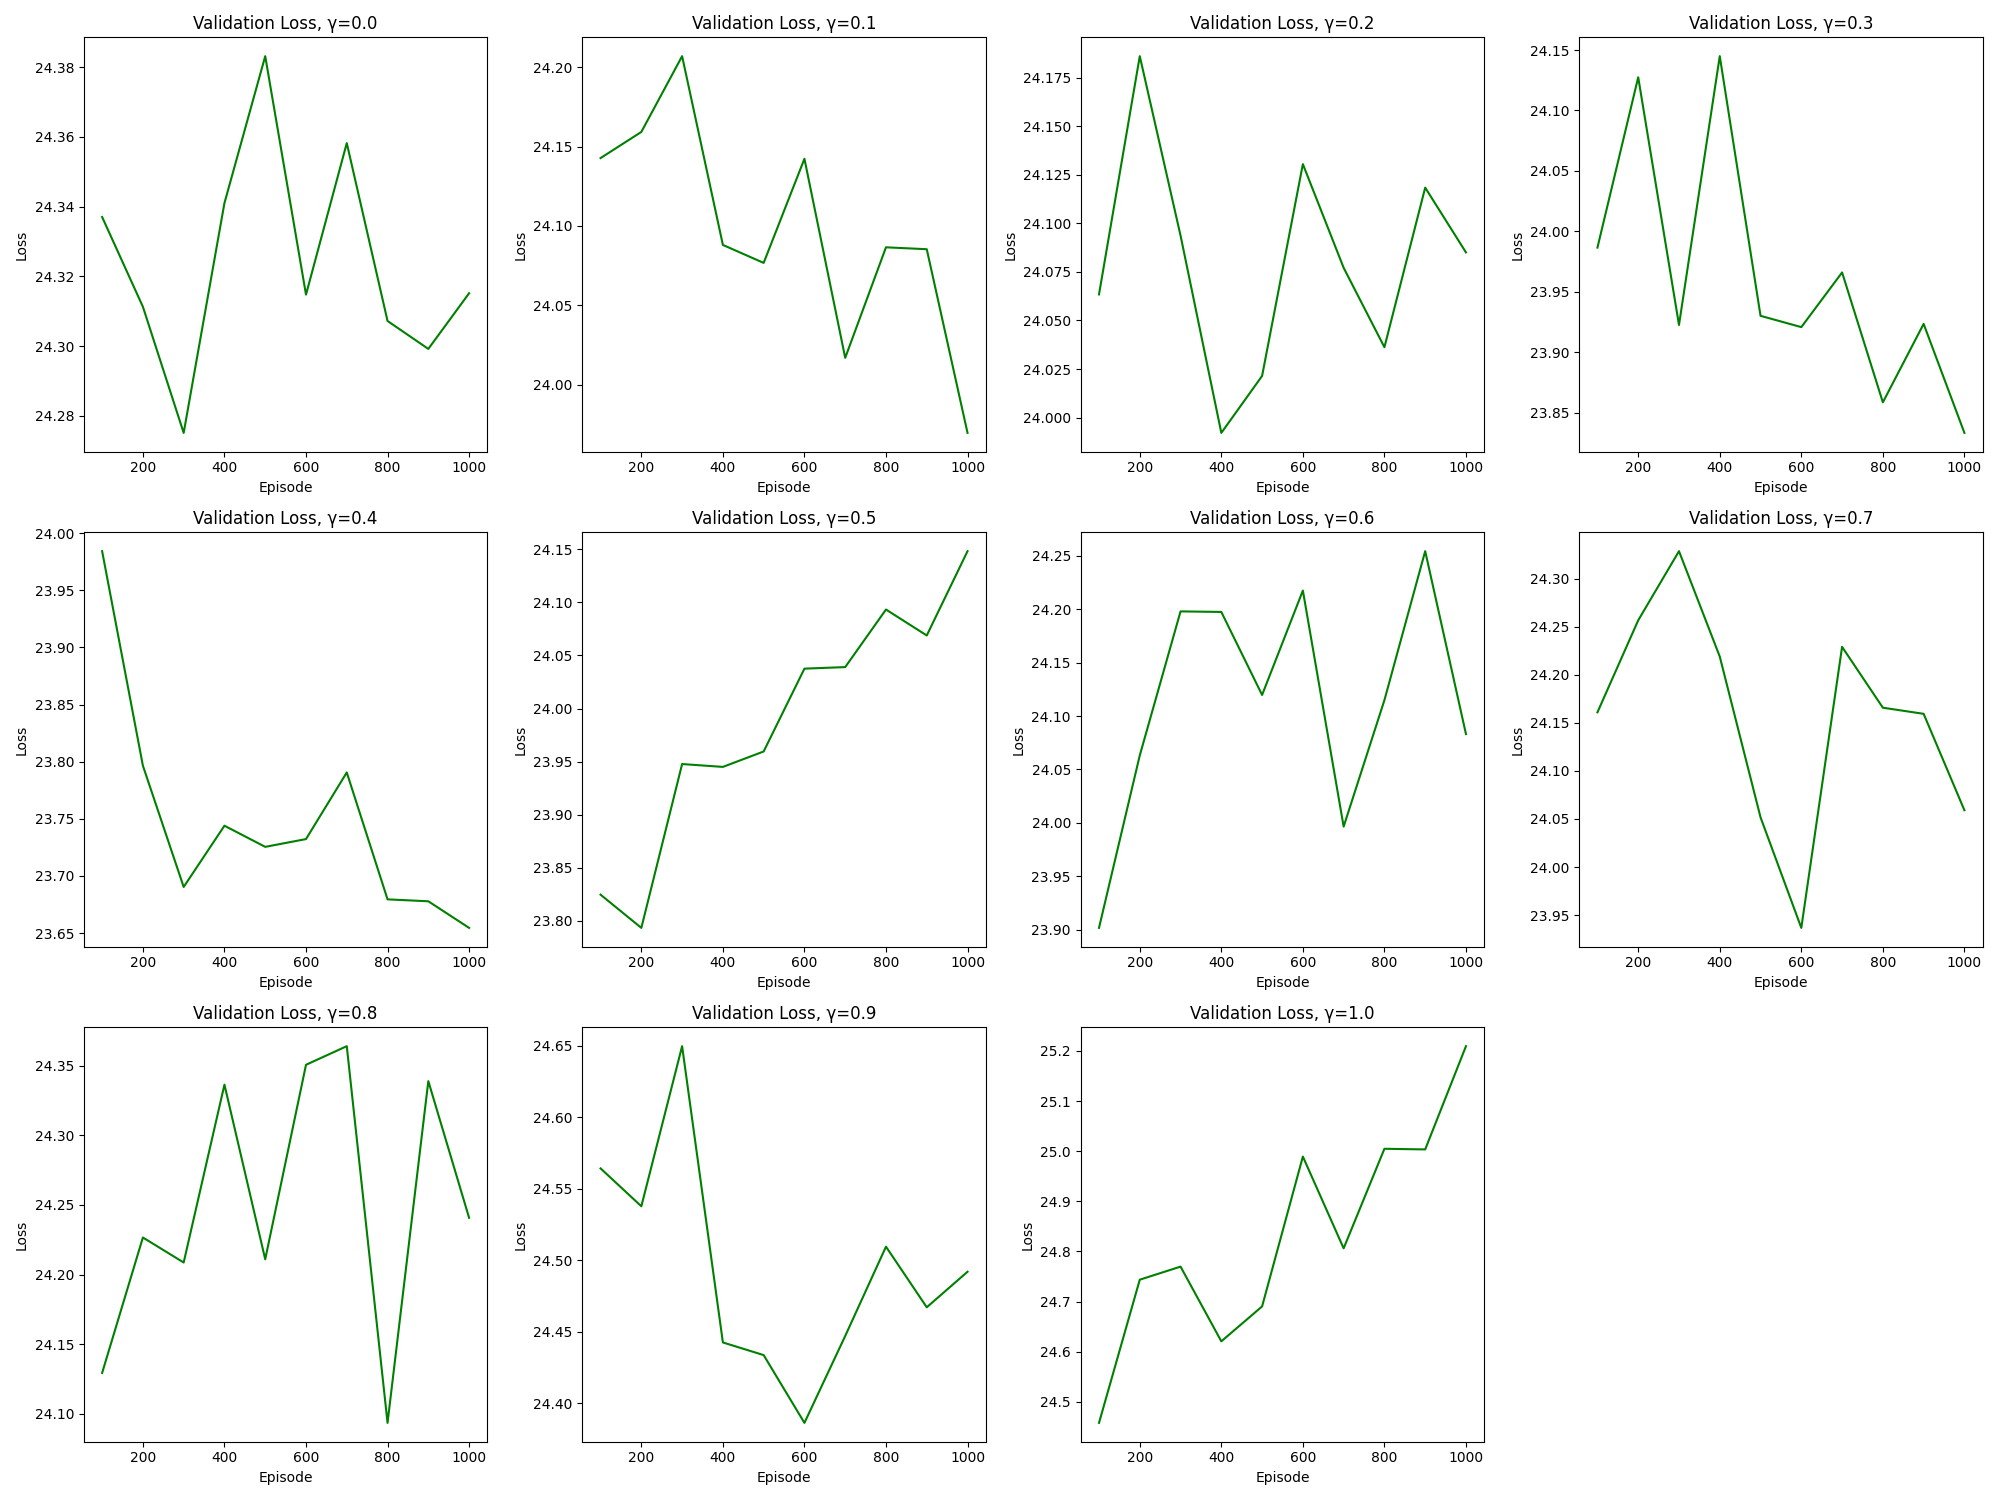 Validation Loss, γ=0.0
24.38
24.36
24.34
24.32
24.30
24.28
Loss
200 400 600 800 1000
Episode
Validation Loss, γ=0.1
24.20
24.15
24.10
24.05
24.00
Loss
200 400 600 800 1000
Episode
Validation Loss, γ=0.2
24.175
24.150
24.125
24.100
24.075
24.050
24.025
24.000
Loss
200 400 600 800 1000
Episode
Validation Loss, γ=0.3
24.15
24.10
24.05
24.00
23.95
23.90
23.85
Loss
200 400 600 800 1000
Episode
Validation Loss, γ=0.4
24.00
23.95
23.90
23.85
23.80
23.75
23.70
23.65
Loss
200 400 600 800 1000
Episode
Validation Loss, γ=0.5
24.15
24.10
24.05
24.00
23.95
23.90
23.85
23.80
Loss
200 400 600 800 1000
Episode
Validation Loss, γ=0.6
24.25
24.20
24.15
24.10
24.05
24.00
23.95
23.90
Loss
200 400 600 800 1000
Episode
Validation Loss, γ=0.7
24.30
24.25
24.20
24.15
24.10
24.05
24.00
23.95
Loss
200 400 600 800 1000
Episode
Validation Loss, γ=0.8
24.35
24.30
24.25
24.20
24.15
24.10
Loss
200 400 600 800 1000
Episode
Validation Loss, γ=0.9
24.65
24.60
24.55
24.50
24.45
24.40
Loss
200 400 600 800 1000
Episode
Validation Loss, γ=1.0
25.2
25.1
25.0
24.9
24.8
24.7
24.6
24.5
Loss
200 400 600 800 1000
Episode